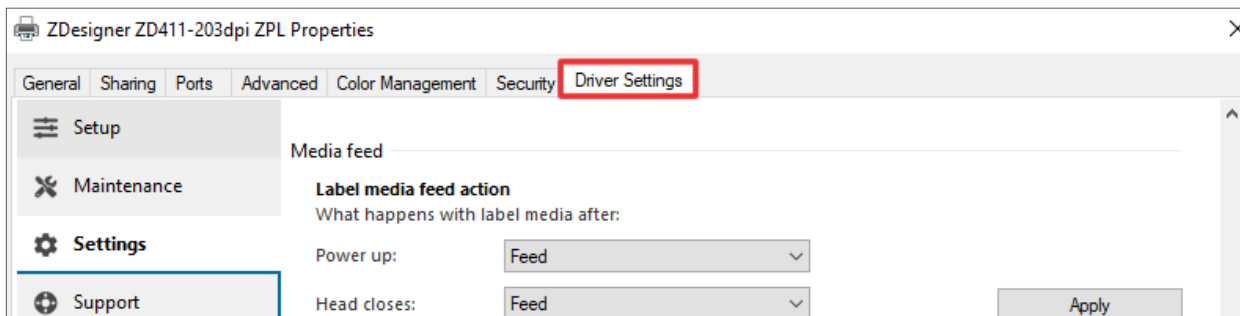 ZDesigner ZD411-203dpi ZPL Properties
General Sharing Ports Advanced Color Management Security Driver Settings
Setup
Media feed
Maintenance
Label media feed action
What happens with label media after:
Settings
Power up: Feed
Support
Head closes: Feed
Apply